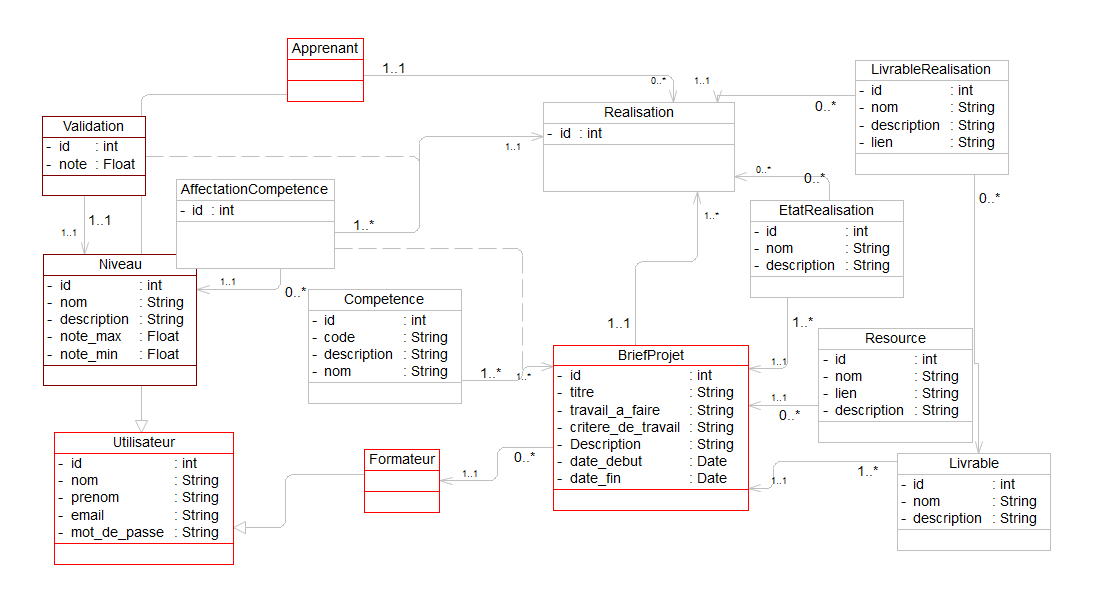 Apprenant
1..1
0..*
1..1
LivrableRealisation
- id : int
- nom : String
- description : String
- lien : String
0..*
Realisation
- id : int
Validation
- id : int
- note : Float
1..1
AffectationCompetence
- id : int
1..*
0..*
0..*
0..*
EtatRealisation
- id : int
- nom : String
- description : String
1..1
1..1
1..*
Niveau
- id : int
- nom : String
- description : String
- note_max : Float
- note_min : Float
1..1
0..*
Competence
- id : int
- code : String
- description : String
- nom : String
1..*
1..*
1..1
BriefProjet
- id : int
- titre : String
- travail_a_faire : String
- critere_de_travail : String
- Description : String
- date_debut : Date
- date_fin : Date
1..*
1..1
Resource
- id : int
- nom : String
- lien : String
- description : String
1..1
0..*
Utilisateur
- id : int
- nom : String
- prenom : String
- email : String
- mot_de_passe : String
Formateur
1..1
0..*
1..*
1..1
Livrable
- id : int
- nom : String
- description : String